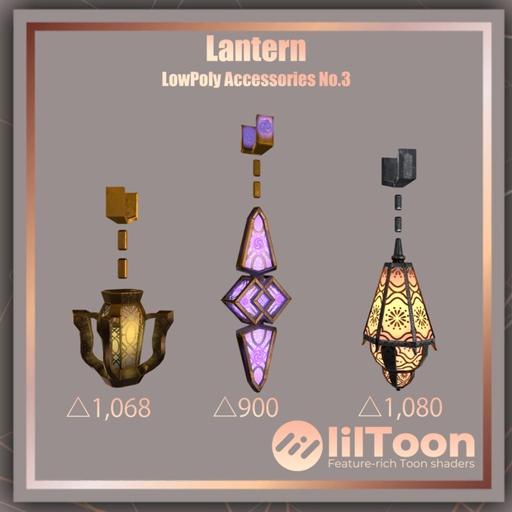 Lantern
LowPoly Accessories No.3
△1,068
△900
△1,080
lilToon
Feature-rich Toon shaders